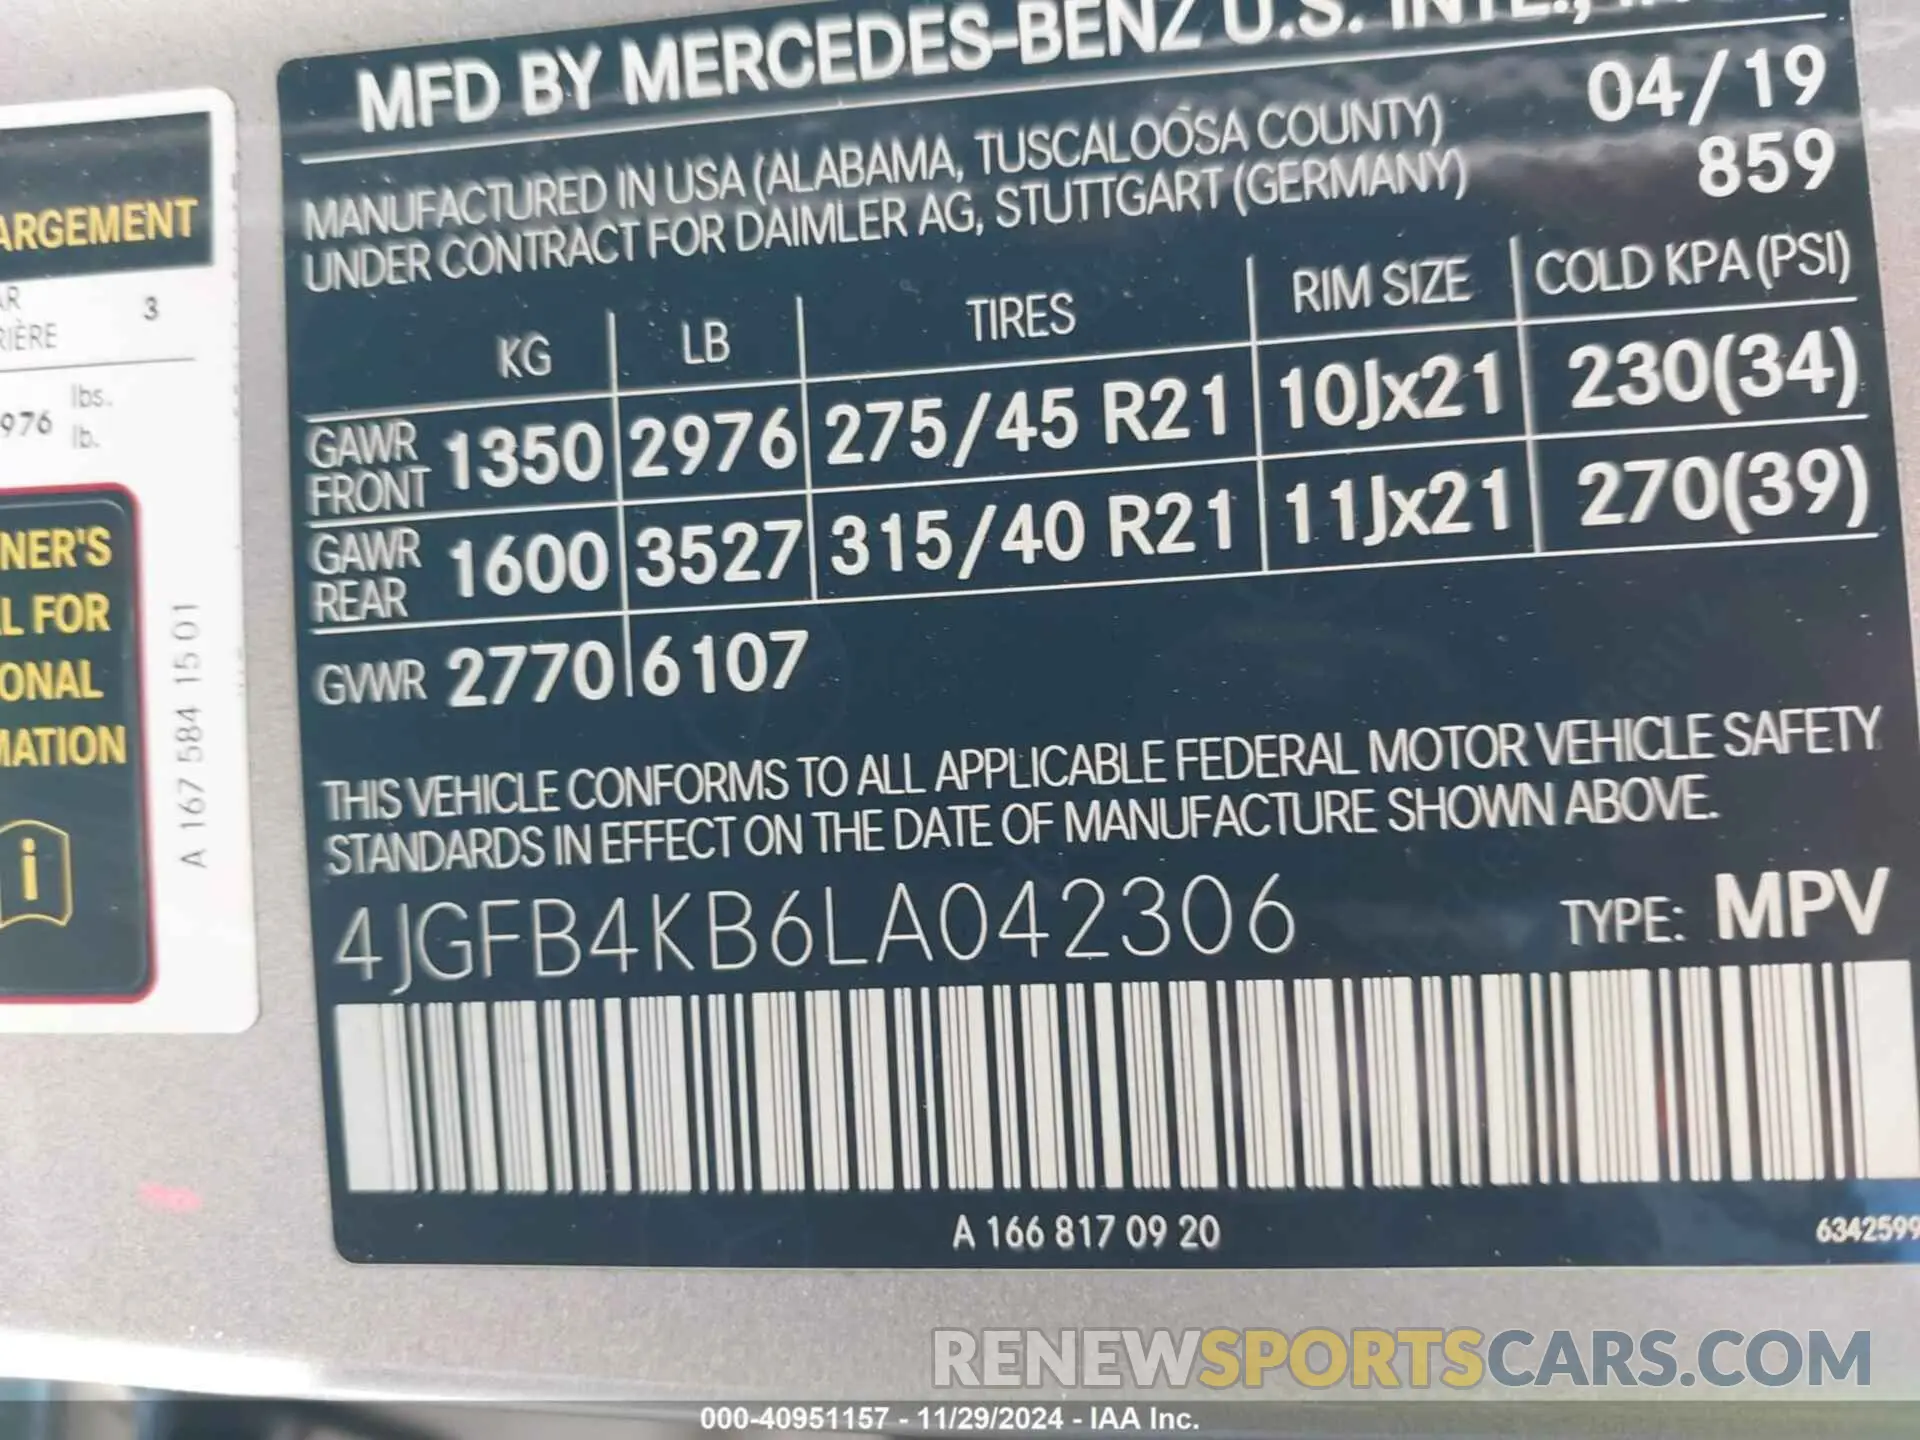 ARGEMENT
3
RIÈRE
lbs.
976
lb.
NER'S
L FOR
ONAL
MATION
i
A 167 584 15 01
MFD BY MERCEDES-BENZ U.S. INTL.,
04/19
859
MANUFACTURED IN USA (ALABAMA, TUSCALOOSA COUNTY)
UNDER CONTRACT FOR DAIMLER AG, STUTTGART (GERMANY)
KG LB TIRES RIM SIZE COLD KPA (PSI)
GAWR FRONT 1350 2976 275/45 R21 10Jx21 230(34)
GAWR REAR 1600 3527 315/40 R21 11Jx21 270(39)
GVWR 2770 6107
THIS VEHICLE CONFORMS TO ALL APPLICABLE FEDERAL MOTOR VEHICLE SAFETY
STANDARDS IN EFFECT ON THE DATE OF MANUFACTURE SHOWN ABOVE.
4JGFB4KB6LA042306 TYPE: MPV
A 166 817 09 20
6342599
RENEWSPORTSCARS.COM
000-40951157 - 11/29/2024 - IAA Inc.